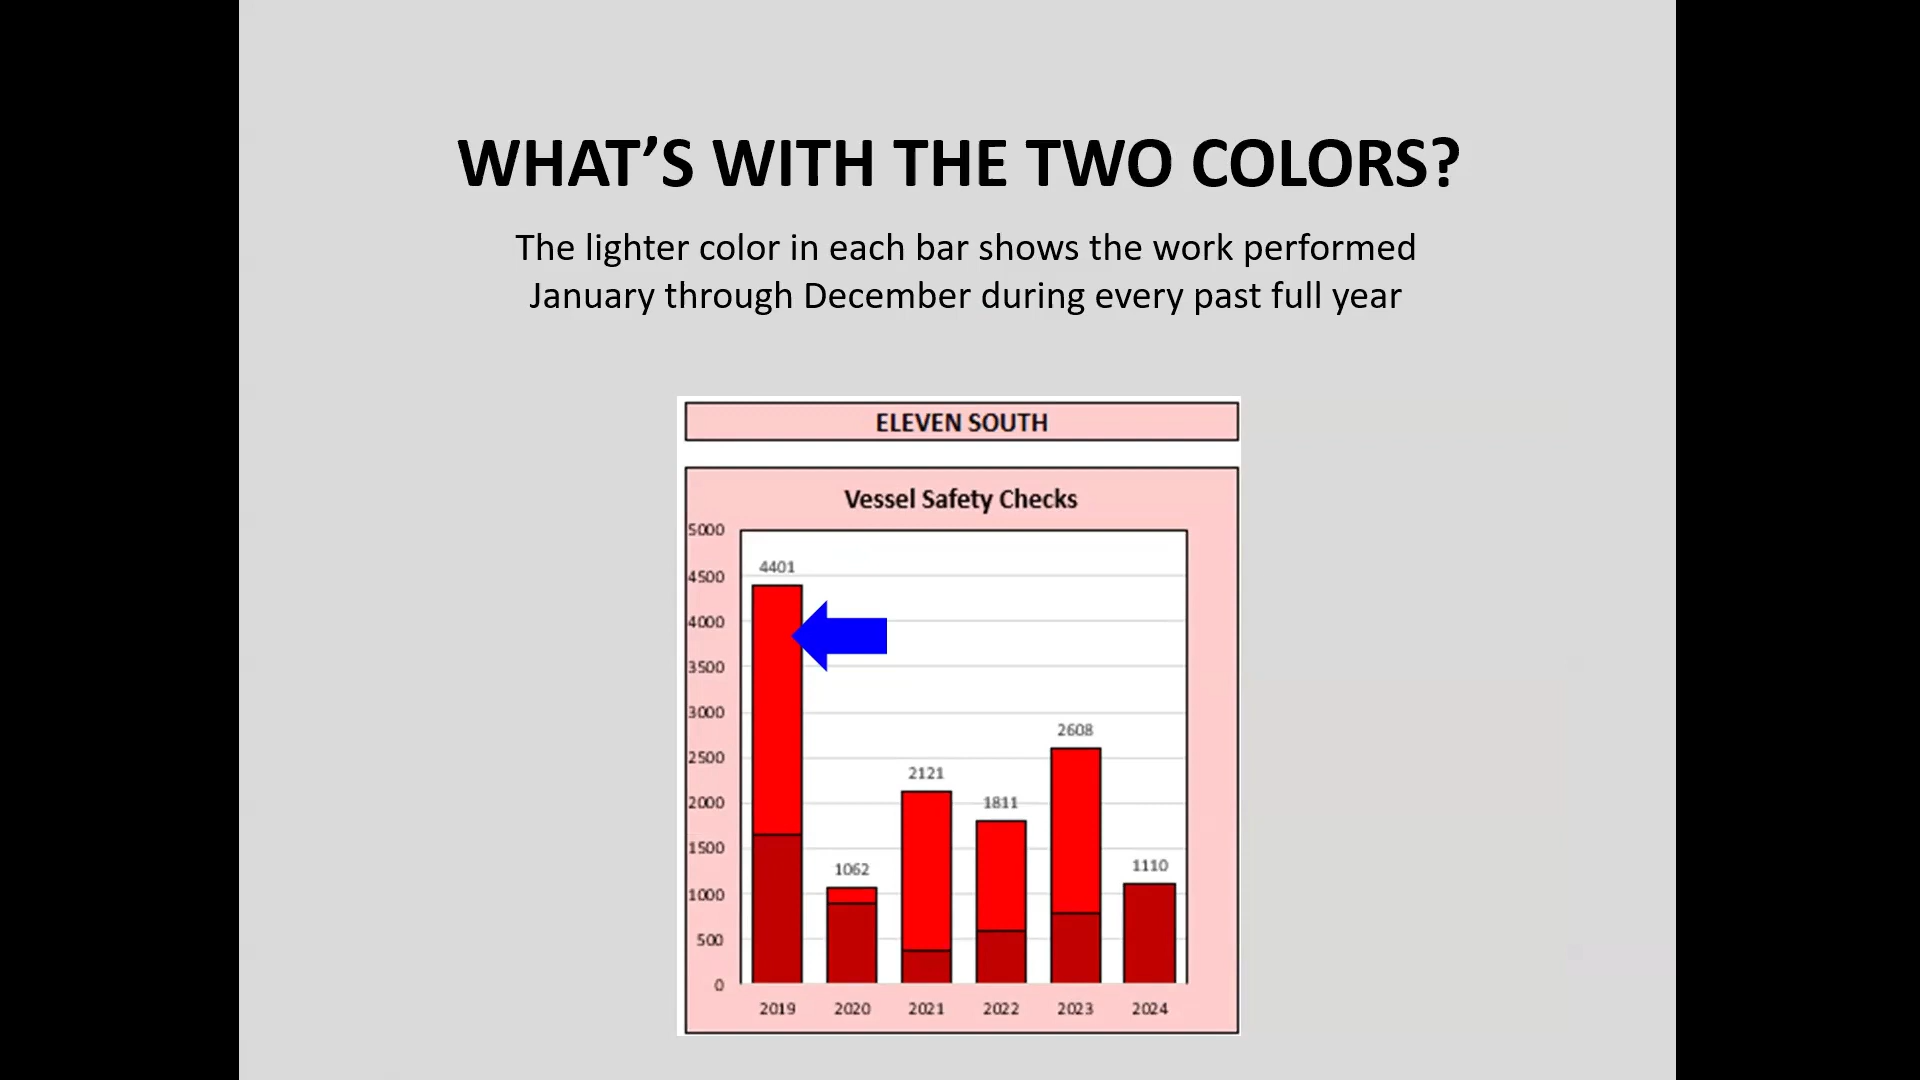 WHAT’S WITH THE TWO COLORS?
The lighter color in each bar shows the work performed
January through December during every past full year
ELEVEN SOUTH
Vessel Safety Checks
5000
4500
4000
3500
3000
2500
2000
1500
1000
500
0
4401
1062
2121
1811
2608
1110
2019 2020 2021 2022 2023 2024